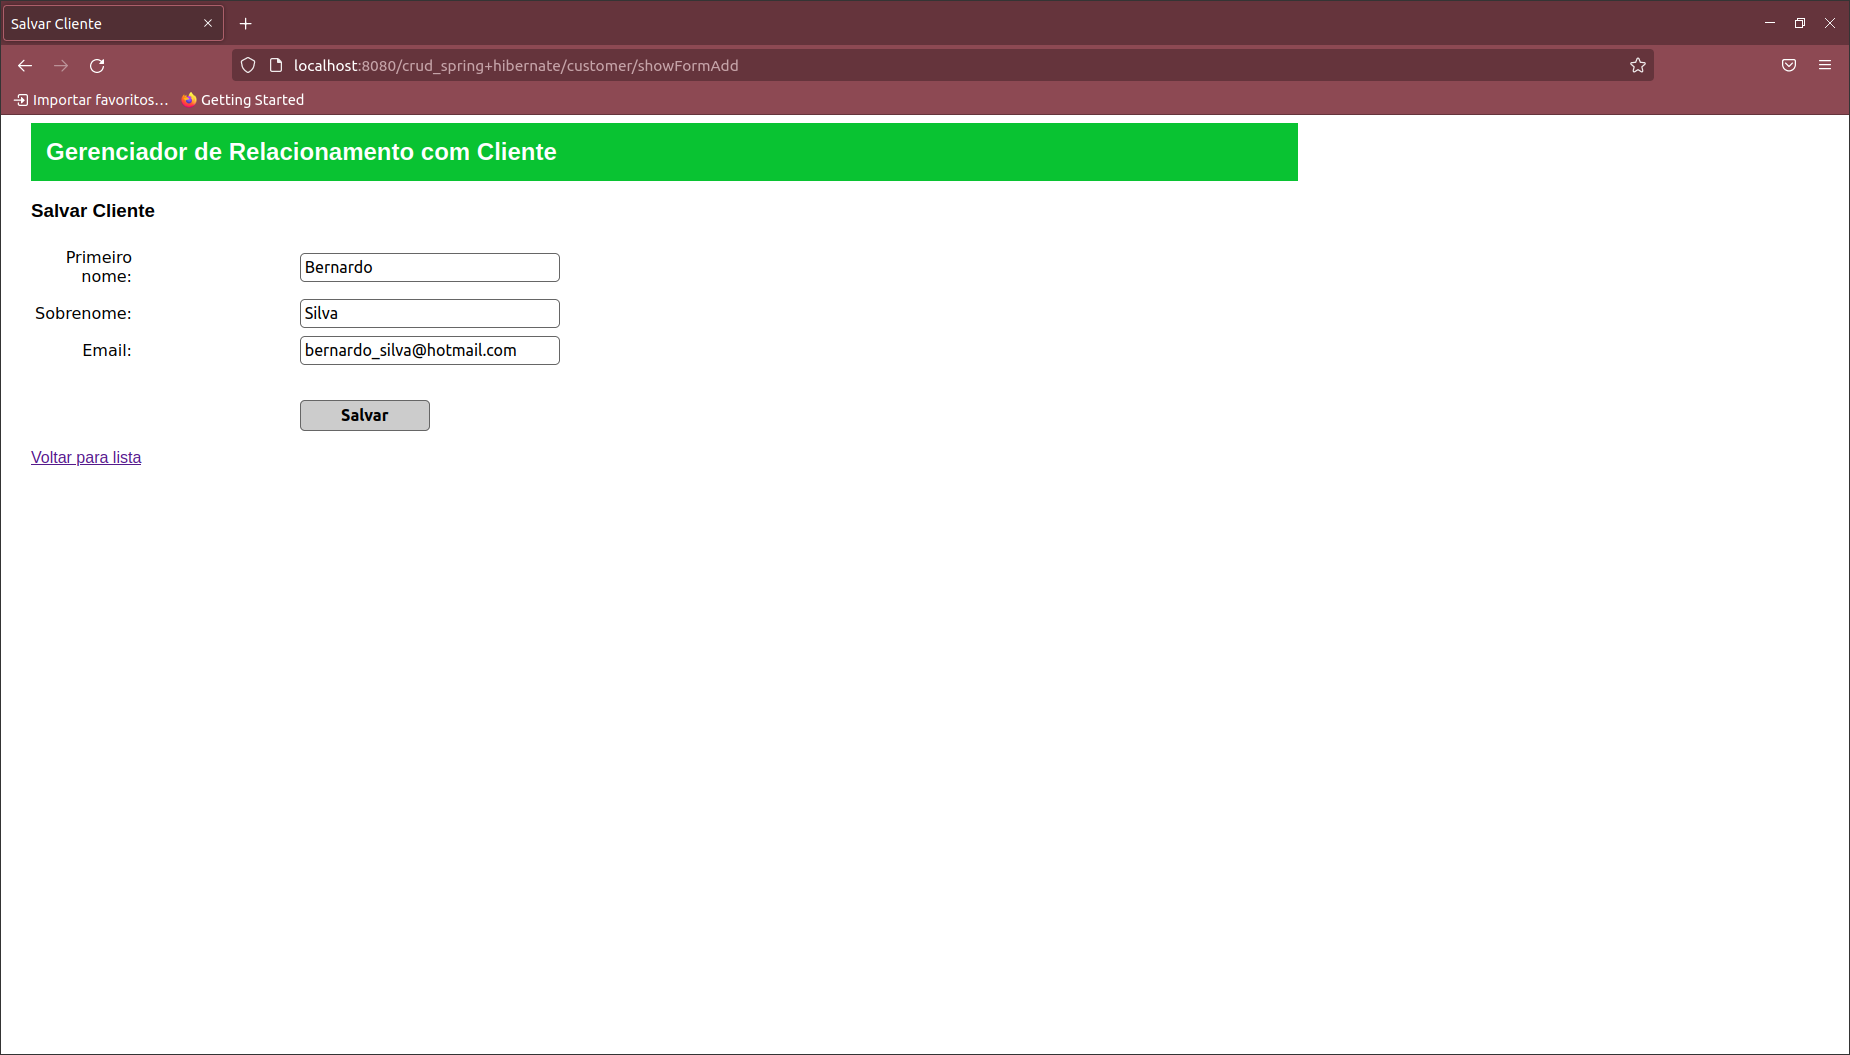 Salvar Cliente
localhost:8080/crud_spring+hibernate/customer/showFormAdd
Importar favoritos... Getting Started
Gerenciador de Relacionamento com Cliente
Salvar Cliente
Primeiro
nome:
Bernardo
Sobrenome: Silva
Email: bernardo_silva@hotmail.com
Salvar
Voltar para lista